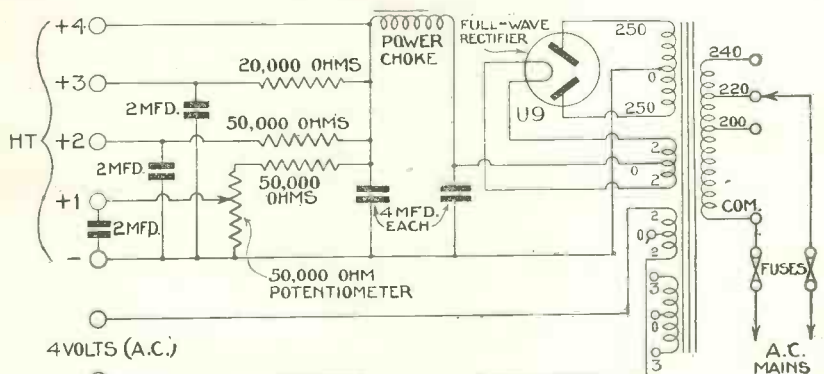 +4
POWER
CHOKE
FULL-WAVE
RECTIFIER
250
0
250
U9
240
220
200
COM.
+3
20,000 OHMS
2MFD.
HT
+2
50,000 OHMS
2MFD.
50,000
OHMS
+1
2MFD.
4MFD.
EACH
2
0
2
2
0
2
-
50,000 OHM
POTENTIOMETER
3
0
3
FUSES
4 VOLTS (A.C.)
A.C.
MAINS